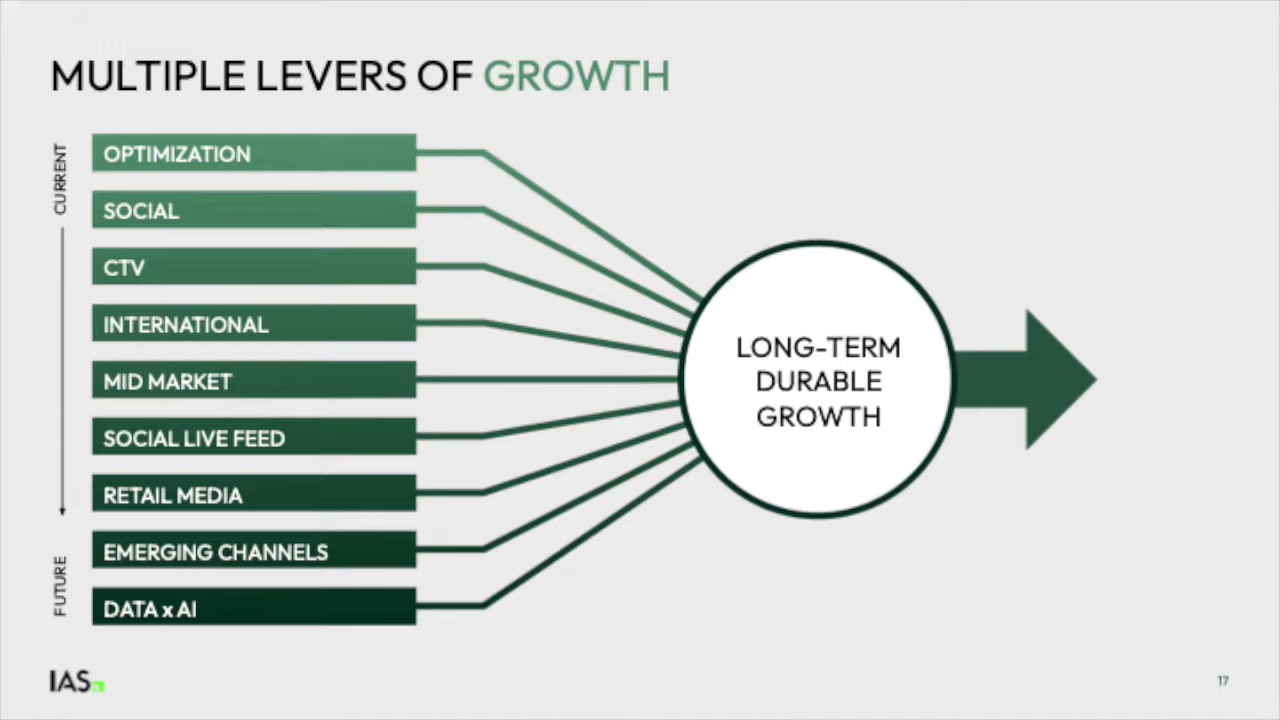 MULTIPLE LEVERS OF GROWTH
CURRENT
OPTIMIZATION
SOCIAL
CTV
INTERNATIONAL
MID MARKET
SOCIAL LIVE FEED
RETAIL MEDIA
EMERGING CHANNELS
DATA x AI
FUTURE
LONG-TERM
DURABLE
GROWTH
IAS
17